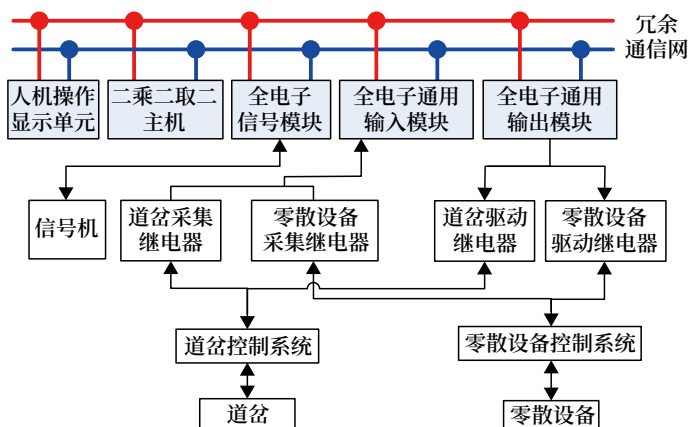 冗余
通信网
人机操作
显示单元
二乘二取二
主机
全电子
信号模块
全电子通用
输入模块
全电子通用
输出模块
信号机
道岔采集
继电器
零散设备
采集继电器
道岔驱动
继电器
零散设备
驱动继电器
道岔控制系统
零散设备控制系统
道岔
零散设备